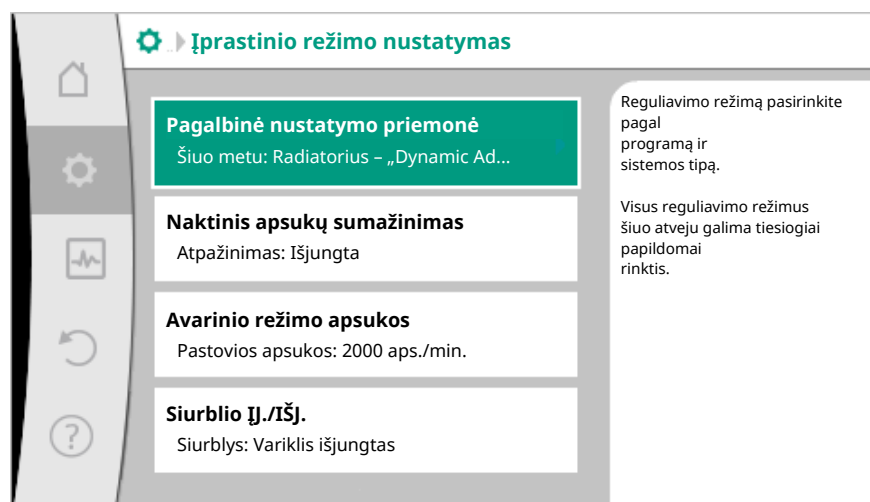 Įprastinio režimo nustatymas
Pagalbinė nustatymo priemonė
Šiuo metu: Radiatorius – „Dynamic Ad...
Naktinis apsukų sumažinimas
Atpažinimas: Išjungta
Avarinio režimo apsukos
Pastovios apsukos: 2000 aps./min.
Siurblio ĮJ./IŠJ.
Siurblys: Variklis išjungtas
Reguliavimo režimą pasirinkite
pagal
programą ir
sistemos tipą.
Visus reguliavimo režimus
šiuo atveju galima tiesiogiai
papildomai
rinktis.
?